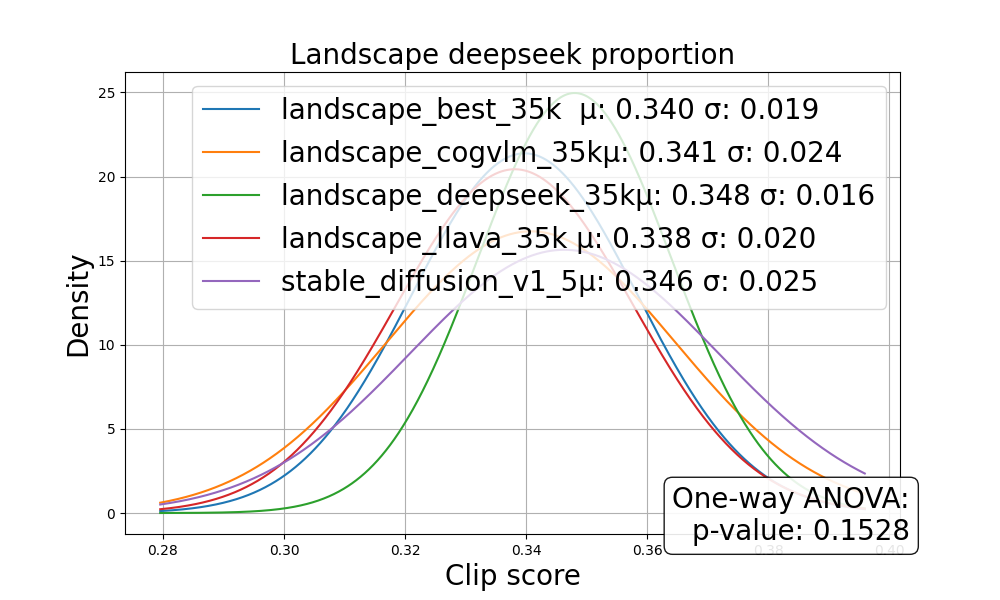 Landscape deepseek proportion
landscape_best_35k  μ: 0.340 σ: 0.019
landscape_cogvlm_35kμ: 0.341 σ: 0.024
landscape_deepseek_35kμ: 0.348 σ: 0.016
landscape_llava_35k μ: 0.338 σ: 0.020
stable_diffusion_v1_5μ: 0.346 σ: 0.025
Density
25
20
15
10
5
0
One-way ANOVA:
p-value: 0.1528
0.28
0.30
0.32
0.34
0.36
0.38
0.40
Clip score